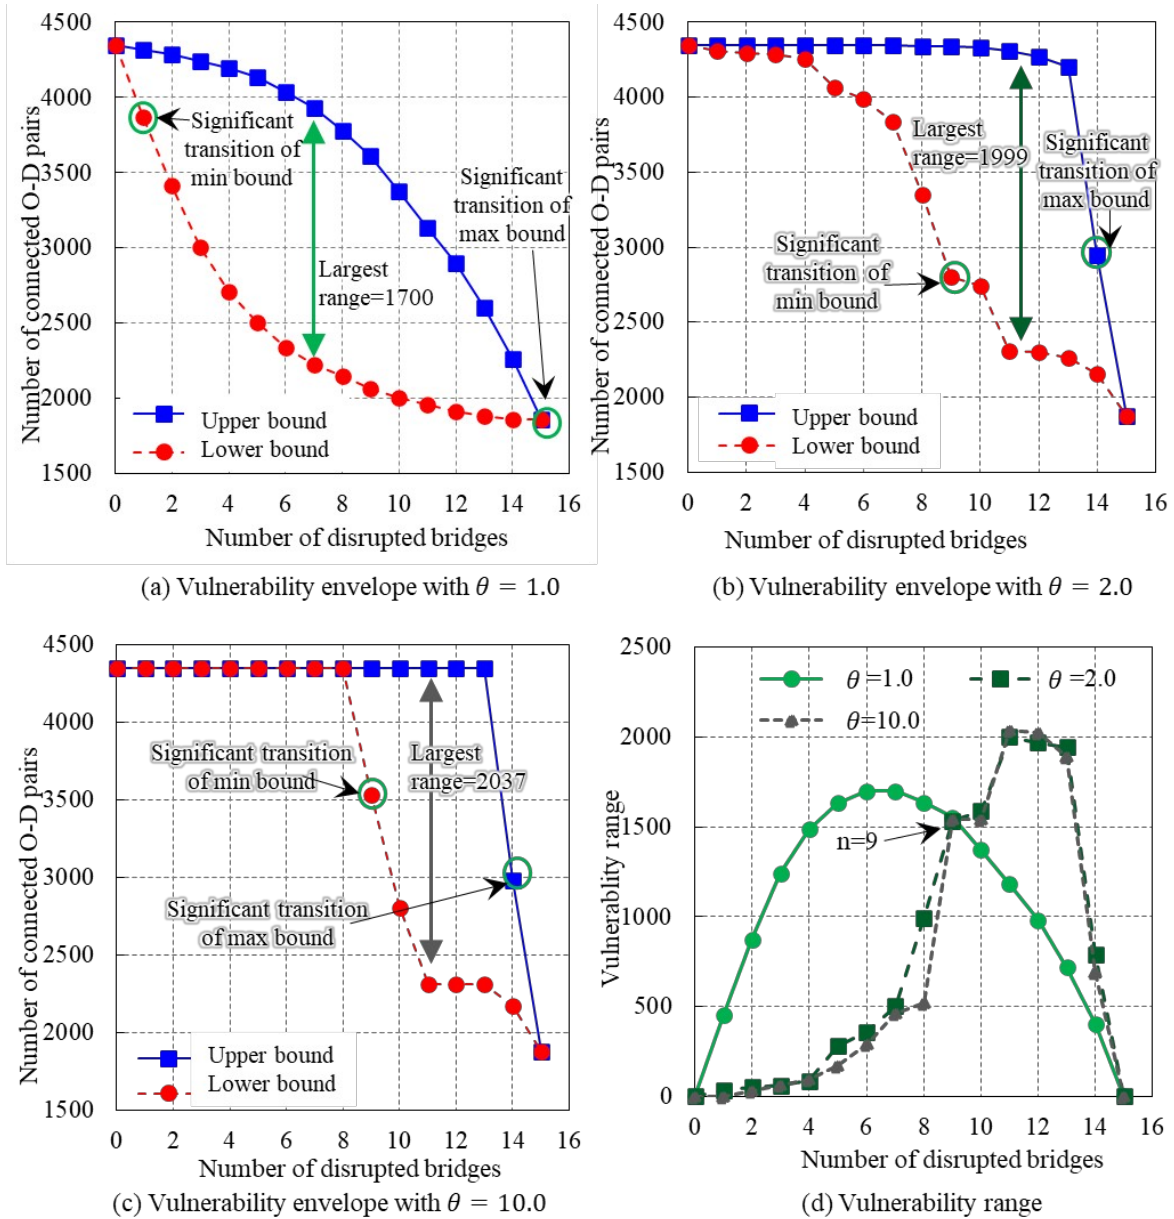 4500
4000
3500
3000
2500
2000
1500
Number of connected O-D pairs
Significant
transition of
min bound
Significant
transition of
max bound
Largest
range=1700
Upper bound
Lower bound
0 2 4 6 8 10 12 14 16
Number of disrupted bridges
(a) Vulnerability envelope with θ = 1.0
4500
4000
3500
3000
2500
2000
1500
Number of connected O-D pairs
Largest
range=1999
Significant
transition of
max bound
Significant
transition of
min bound
Upper bound
Lower bound
0 2 4 6 8 10 12 14 16
Number of disrupted bridges
(b) Vulnerability envelope with θ = 2.0
4500
4000
3500
3000
2500
2000
1500
Number of connected O-D pairs
Significant transition
of min bound
Largest
range=2037
Significant transition
of max bound
Upper bound
Lower bound
0 2 4 6 8 10 12 14 16
Number of disrupted bridges
(c) Vulnerability envelope with θ = 10.0
2500
2000
1500
1000
500
0
Vulnerablity range
θ=1.0
θ=2.0
θ=10.0
n=9
0 2 4 6 8 10 12 14 16
Number of disrupted bridges
(d) Vulnerability range